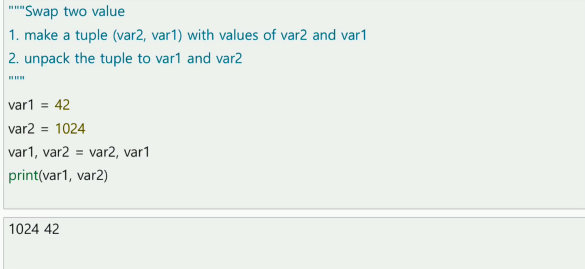 """Swap two value
1. make a tuple (var2, var1) with values of var2 and var1
2. unpack the tuple to var1 and var2
"""
var1 = 42
var2 = 1024
var1, var2 = var2, var1
print(var1, var2)
1024 42